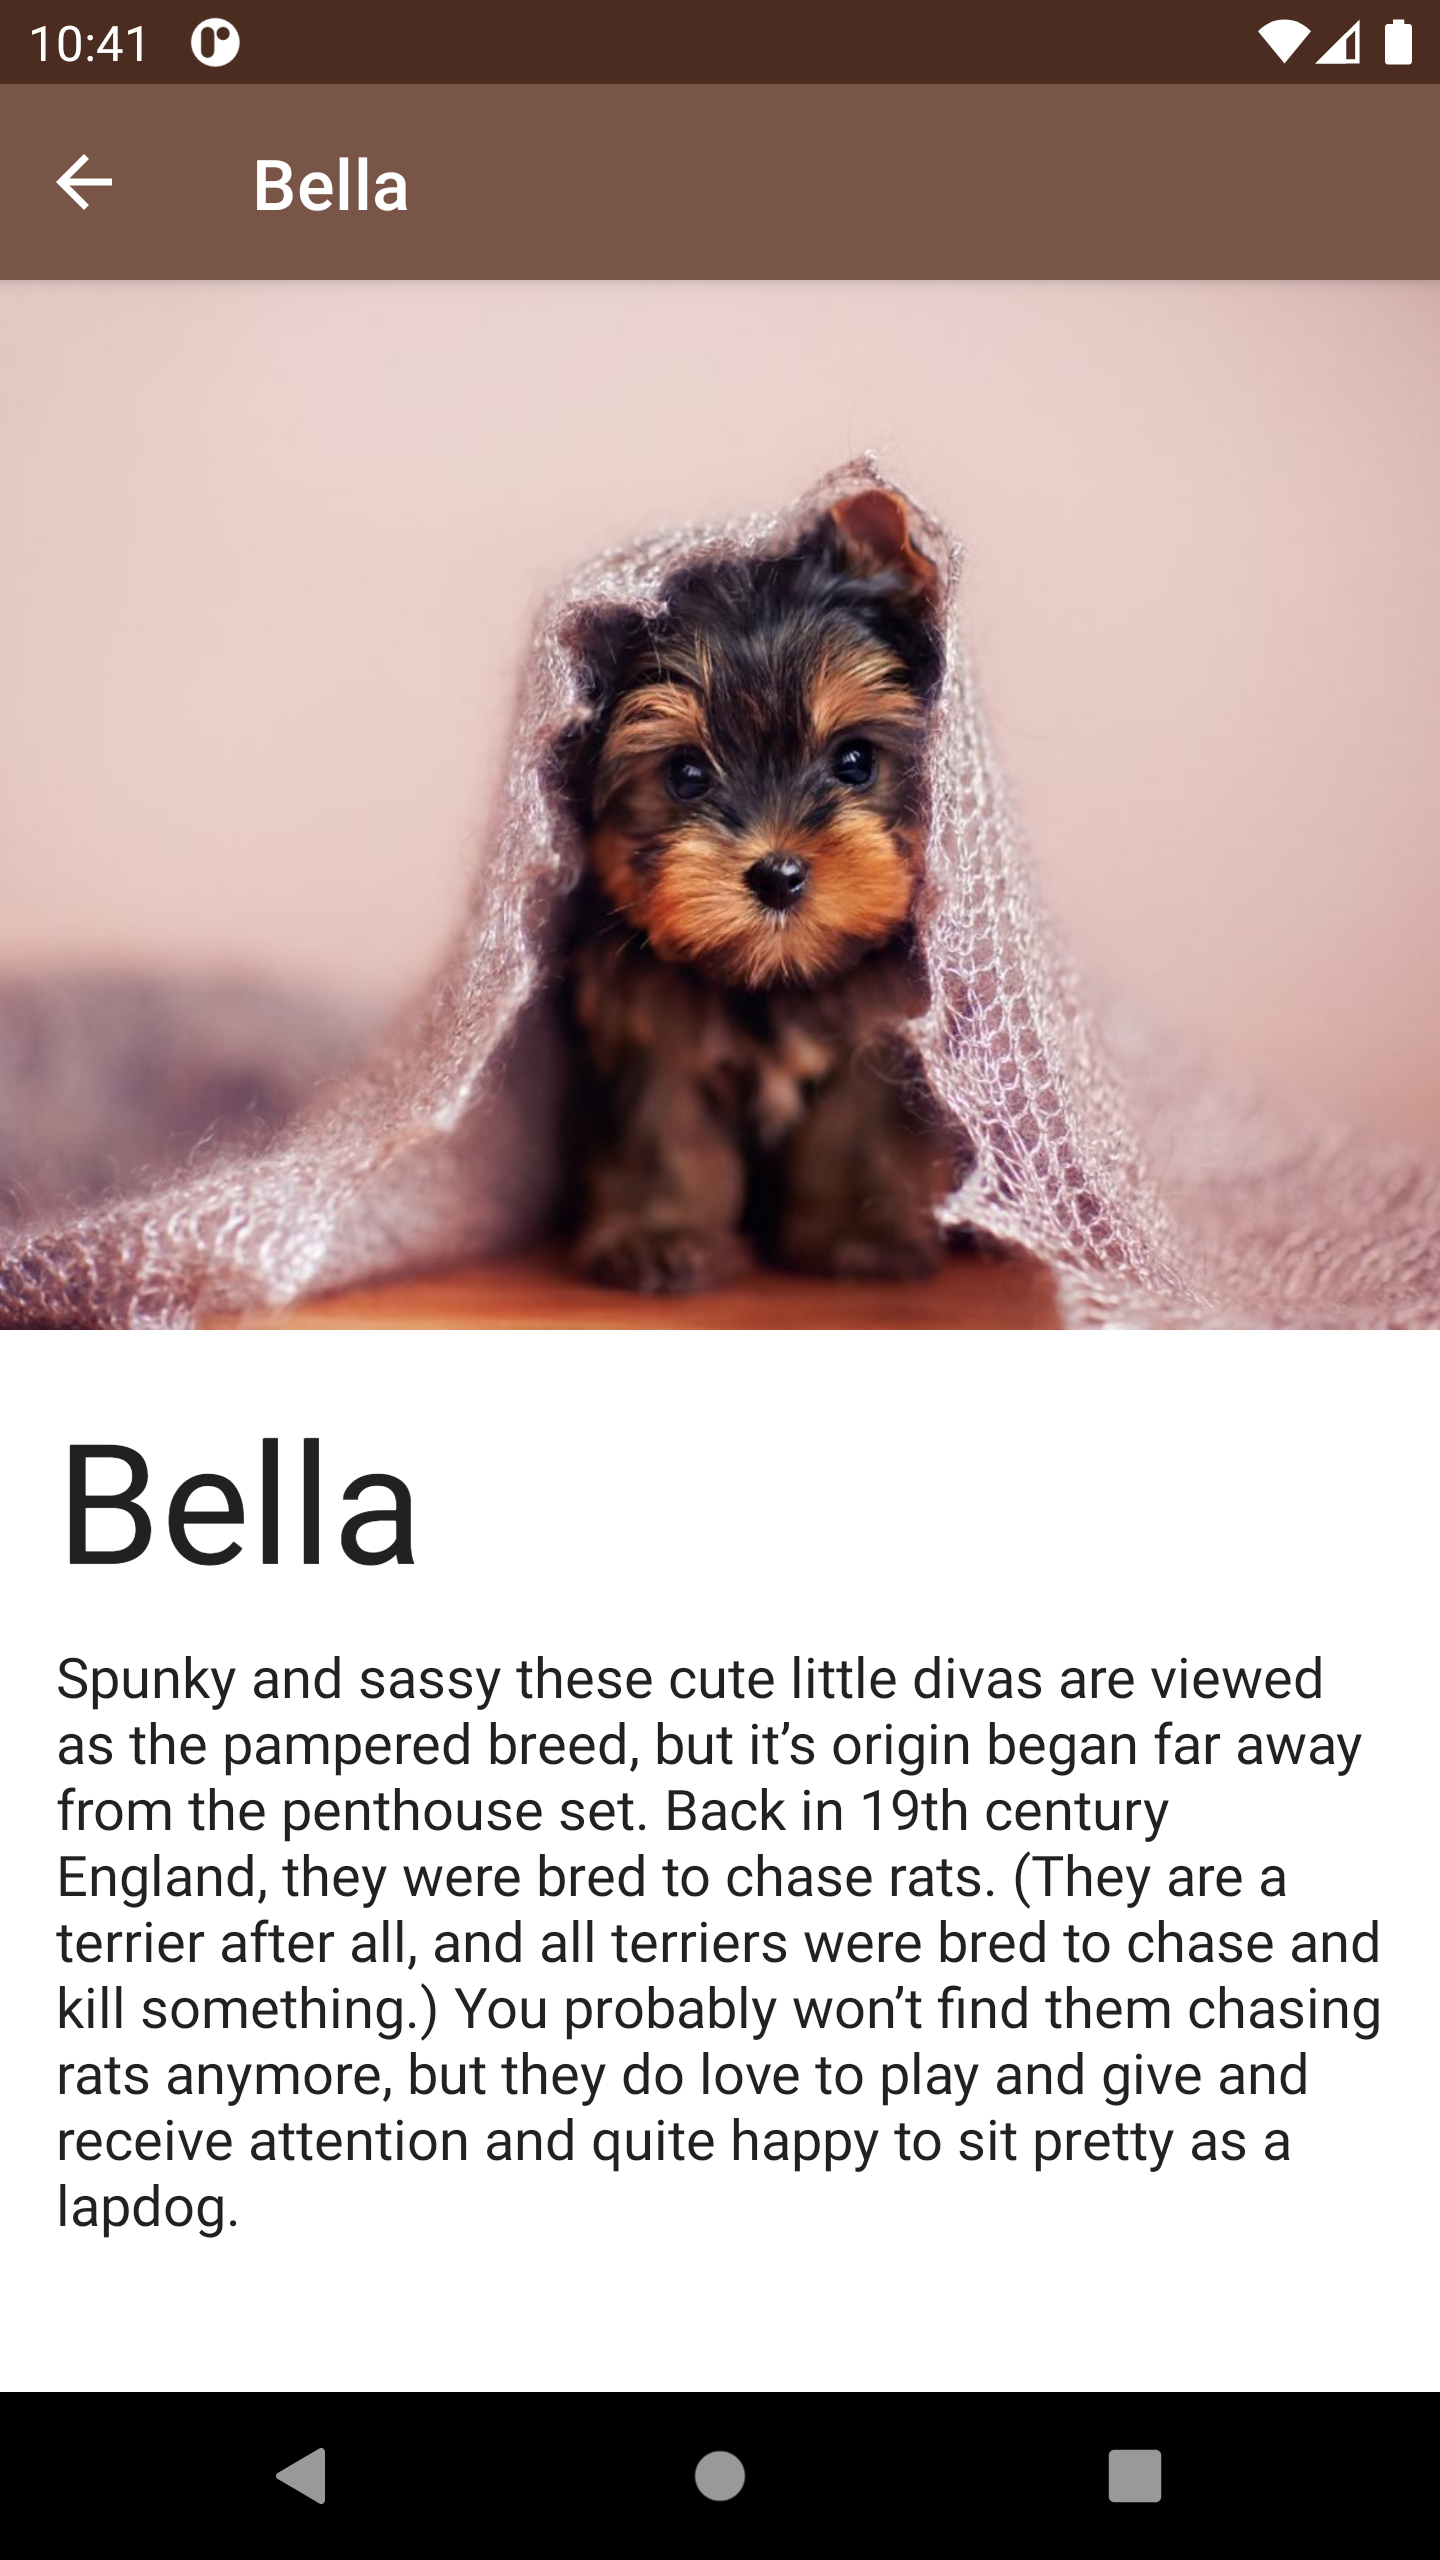 10:41
Bella
Bella
Spunky and sassy these cute little divas are viewed
as the pampered breed, but it’s origin began far away
from the penthouse set. Back in 19th century
England, they were bred to chase rats. (They are a
terrier after all, and all terriers were bred to chase and
kill something.) You probably won’t find them chasing
rats anymore, but they do love to play and give and
receive attention and quite happy to sit pretty as a
lapdog.